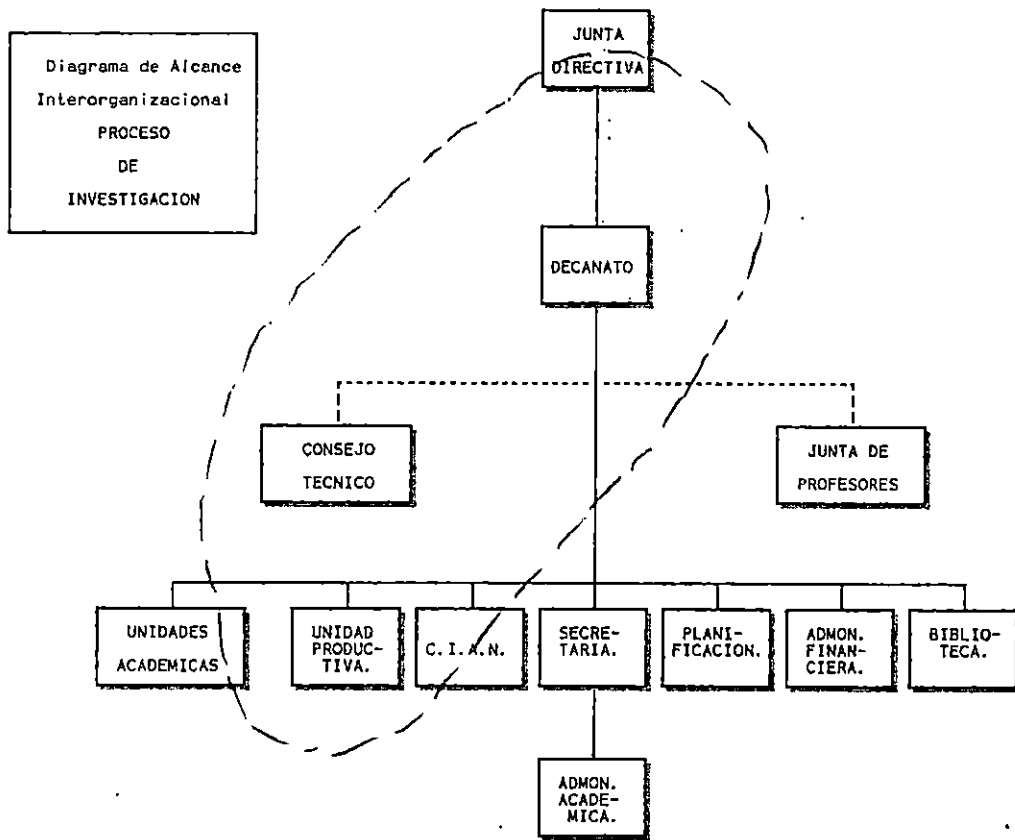 Diagrama de Alcance
Interorganizacional
PROCESO
DE
INVESTIGACION
JUNTA
DIRECTIVA
DECANATO
CONSEJO
TECNICO
JUNTA DE
PROFESORES
UNIDADES
ACADEMICAS
UNIDAD
PRODUC-
TIVA.
C.I.A.N.
SECRE-
TARIA.
PLANI-
FICACION.
ADMON.
FINAN-
CIERA.
BIBLIO-
TECA.
ADMON.
ACADE-
MICA.